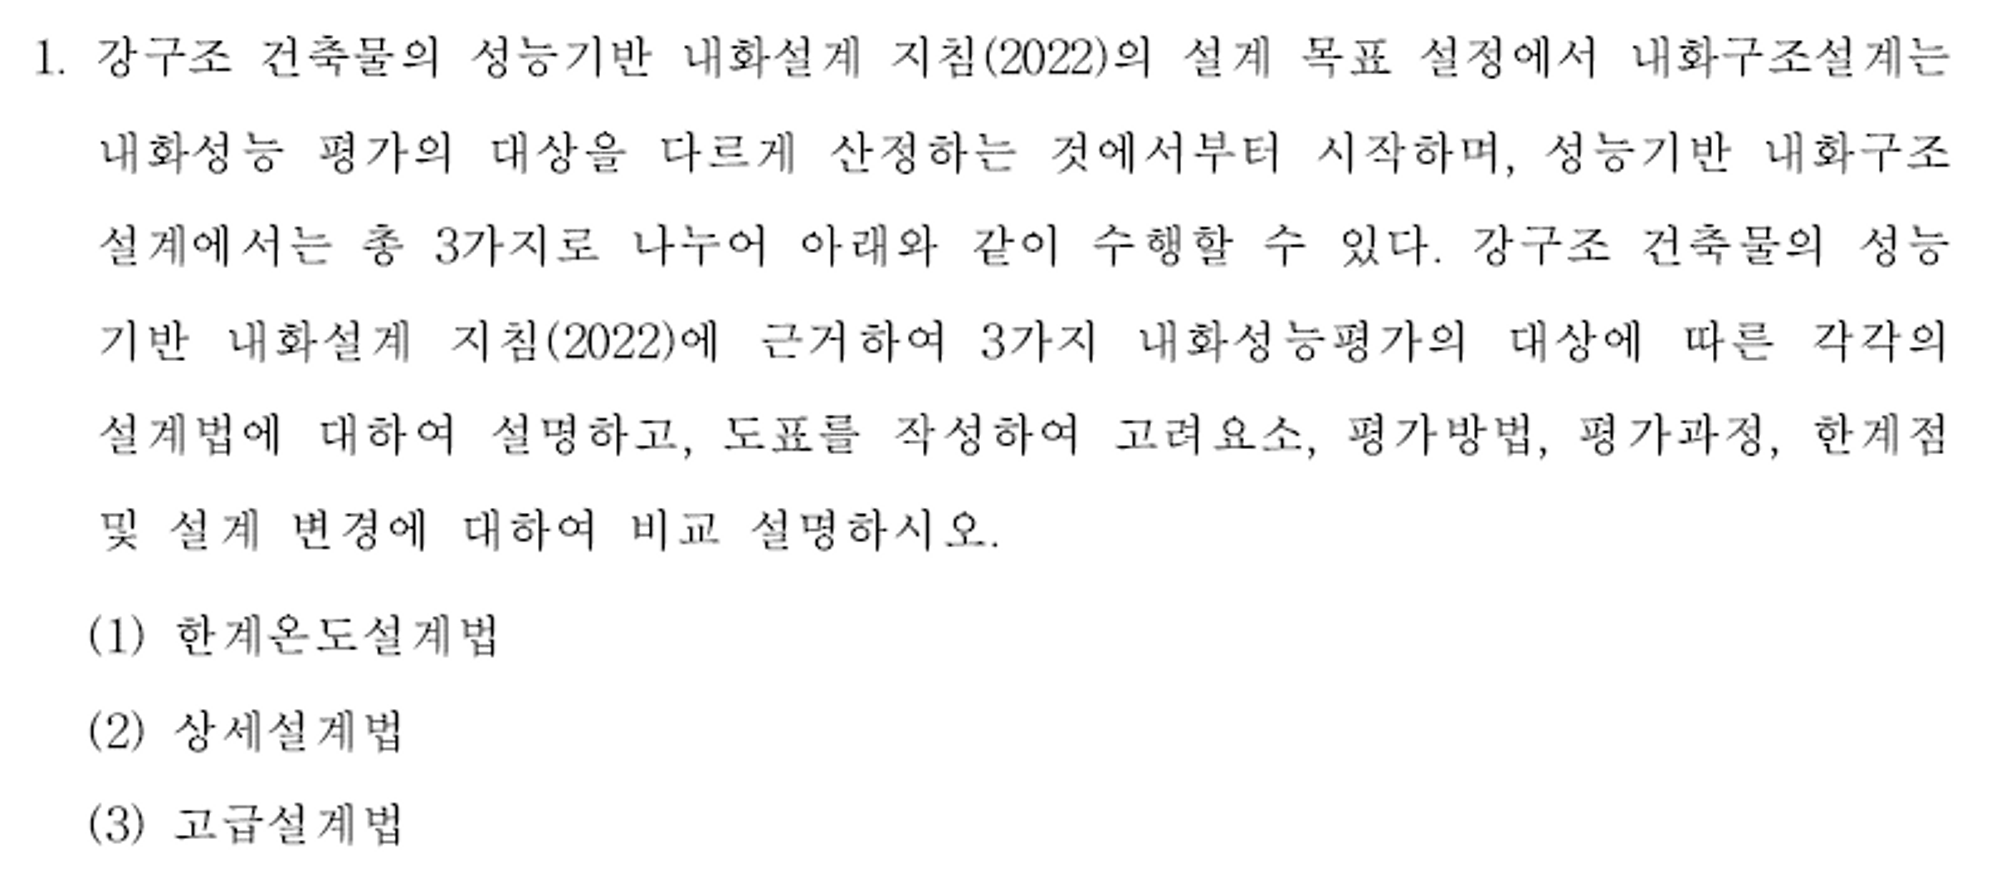 1. 강구조 건축물의 성능기반 내화설계 지침(2022)의 설계 목표 설정에서 내화구조설계는
내화성능 평가의 대상을 다르게 산정하는 것에서부터 시작하며, 성능기반 내화구조
설계에서는 총 3가지로 나누어 아래와 같이 수행할 수 있다. 강구조 건축물의 성능
기반 내화설계 지침(2022)에 근거하여 3가지 내화성능평가의 대상에 따른 각각의
설계법에 대하여 설명하고, 도표를 작성하여 고려요소, 평가방법, 평가과정, 한계점
및 설계 변경에 대하여 비교 설명하시오.
(1) 한계온도설계법
(2) 상세설계법
(3) 고급설계법